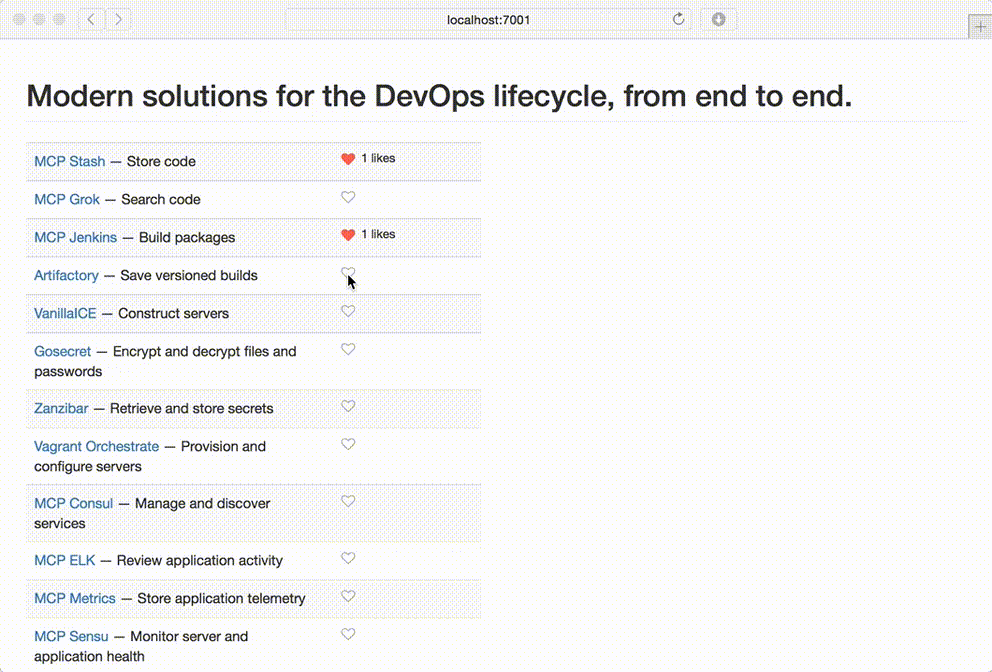 localhost:7001
Modern solutions for the DevOps lifecycle, from end to end.
MCP Stash — Store code
1 likes
MCP Grok — Search code
MCP Jenkins — Build packages
1 likes
Artifactory — Save versioned builds
VanillaICE — Construct servers
Gosecret — Encrypt and decrypt files and
passwords
Zanzibar — Retrieve and store secrets
Vagrant Orchestrate — Provision and
configure servers
MCP Consul — Manage and discover
services
MCP ELK — Review application activity
MCP Metrics — Store application telemetry
MCP Sensu — Monitor server and
application health